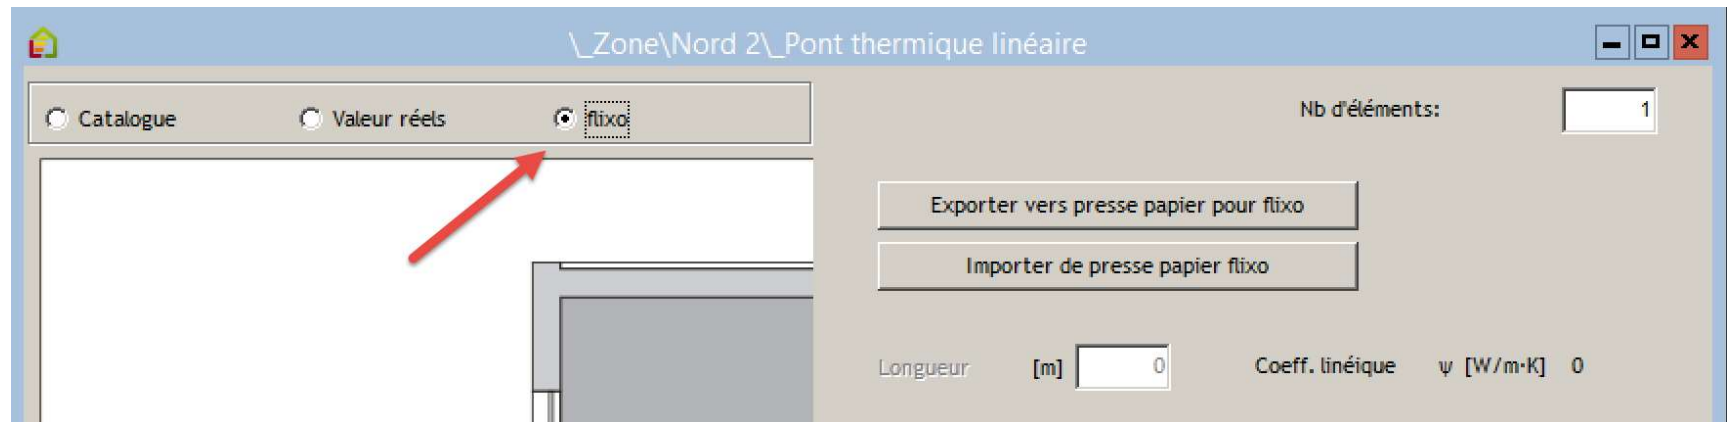 \_Zone\Nord 2\_Pont thermique linéaire
Catalogue Valeur réels flixo
Nb d'éléments: 1
Exporter vers presse papier pour flixo
Importer de presse papier flixo
Longueur [m] 0 Coeff. linéique ψ [W/m·K] 0